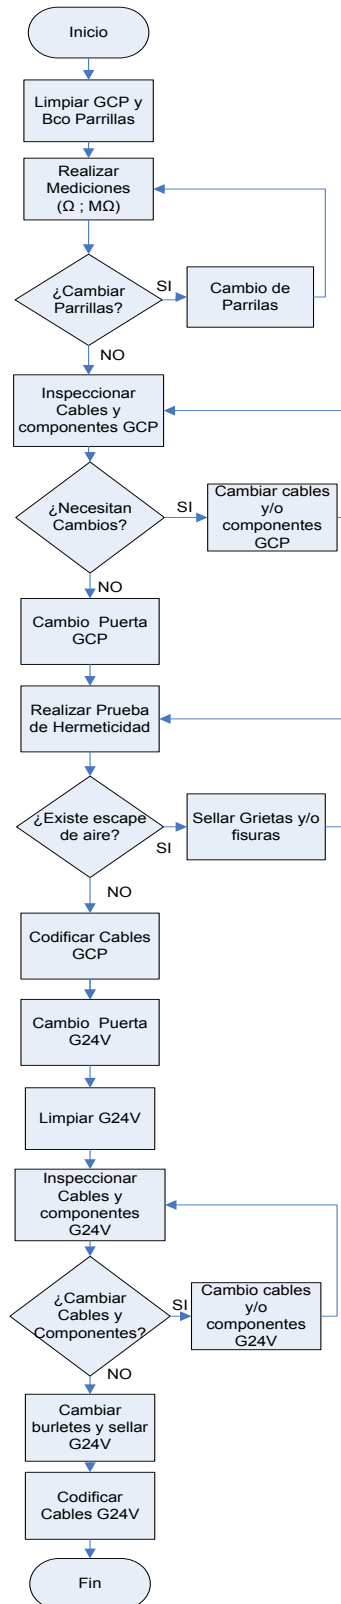 Inicio
Limpiar GCP y
Bco Parrillas
Realizar
Mediciones
(Ω ; MΩ)
¿Cambiar
Parrillas?
SI
Cambio de
Parrilas
NO
Inspeccionar
Cables y
componentes GCP
¿Necesitan
Cambios?
SI
Cambiar cables
y/o
componentes
GCP
NO
Cambio Puerta
GCP
Realizar Prueba
de Hermeticidad
¿Existe escape
de aire?
SI
Sellar Grietas y/o
fisuras
NO
Codificar Cables
GCP
Cambio Puerta
G24V
Limpiar G24V
Inspeccionar
Cables y
componentes
G24V
¿Cambiar
Cables y
Componentes?
SI
Cambio cables
y/o
componentes
G24V
NO
Cambiar
burletes y sellar
G24V
Codificar
Cables G24V
Fin